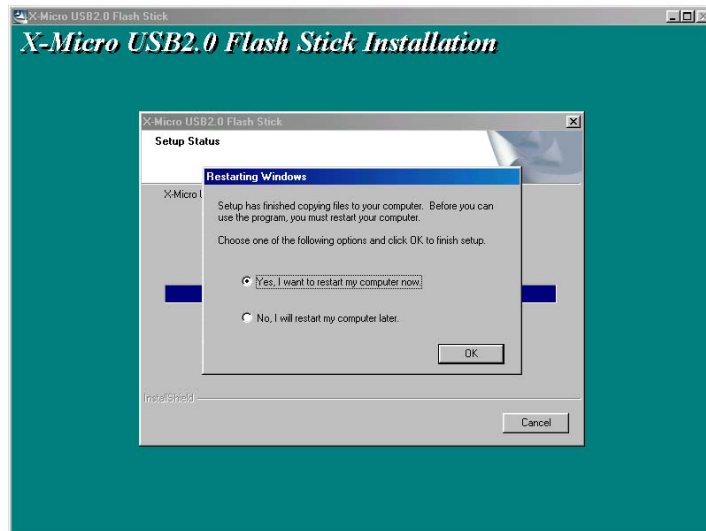 X-Micro USB2.0 Flash Stick
X-Micro USB2.0 Flash Stick Installation
X-Micro USB2.0 Flash Stick
Setup Status
Restarting Windows
X-Micro
Setup has finished copying files to your computer. Before you can
use the program, you must restart your computer.
Choose one of the following options and click OK to finish setup.
Yes, I want to restart my computer now.
No, I will restart my computer later.
OK
InstallShield
Cancel